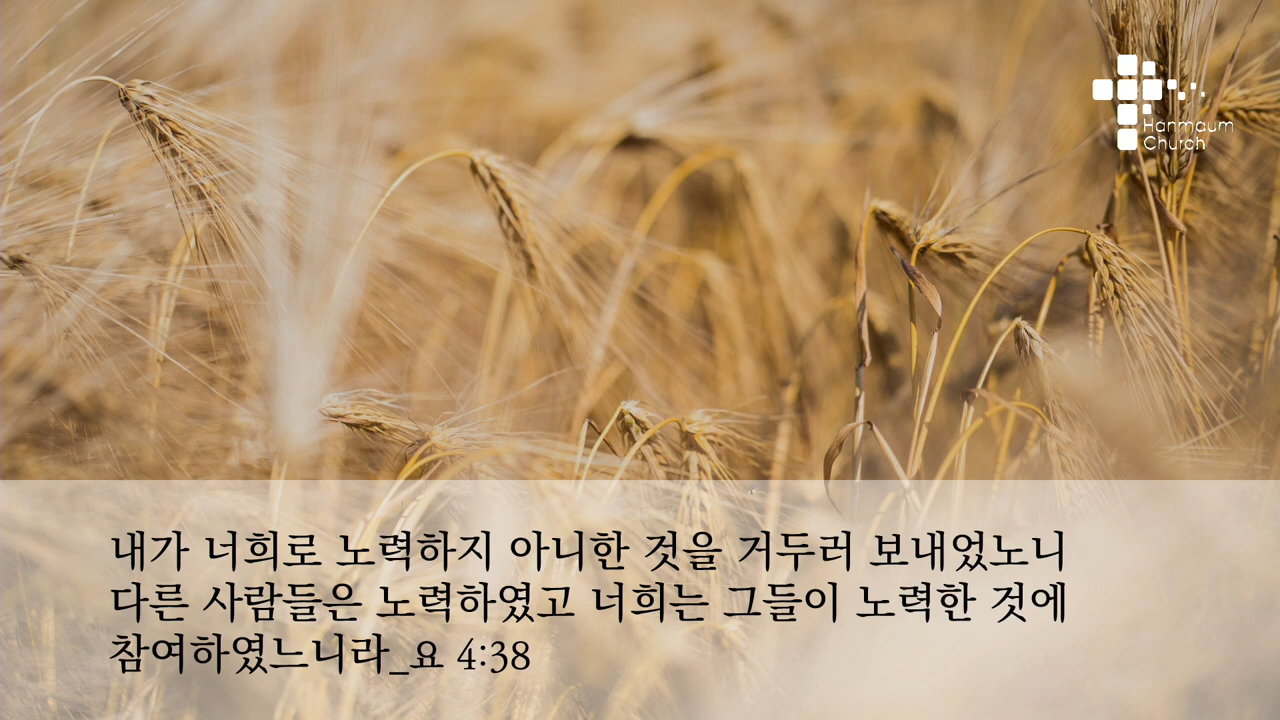 Hanmaum
Church
내가 너희로 노력하지 아니한 것을 거두러 보내었노니
다른 사람들은 노력하였고 너희는 그들이 노력한 것에
참여하였느니라_요 4:38